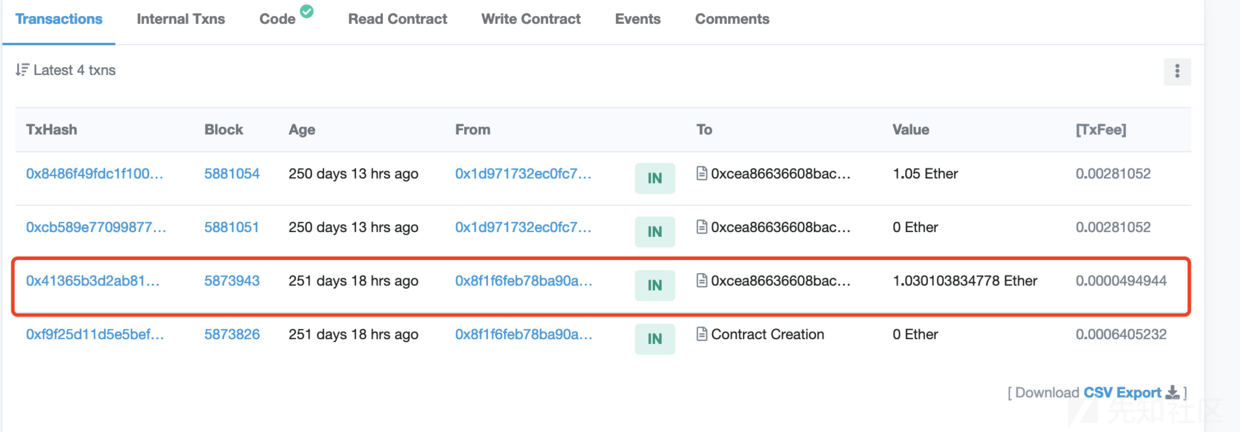 Transactions Internal Txns Code Read Contract Write Contract Events Comments
Latest 4 txns
TxHash Block Age From To Value [TxFee]
0x8486f49fdc1f100... 5881054 250 days 13 hrs ago 0x1d971732ec0fc7... IN 0xcea86636608bac... 1.05 Ether 0.00281052
0xcb589e77099877... 5881051 250 days 13 hrs ago 0x1d971732ec0fc7... IN 0xcea86636608bac... 0 Ether 0.00281052
0x41365b3d2ab81... 5873943 251 days 18 hrs ago 0x8f1f6feb78ba90a... IN 0xcea86636608bac... 1.030103834778 Ether 0.0000494944
0xf9f25d11d5e5bef... 5873826 251 days 18 hrs ago 0x8f1f6feb78ba90a... IN Contract Creation 0 Ether 0.0006405232
[ Download CSV Export ]
先知社区